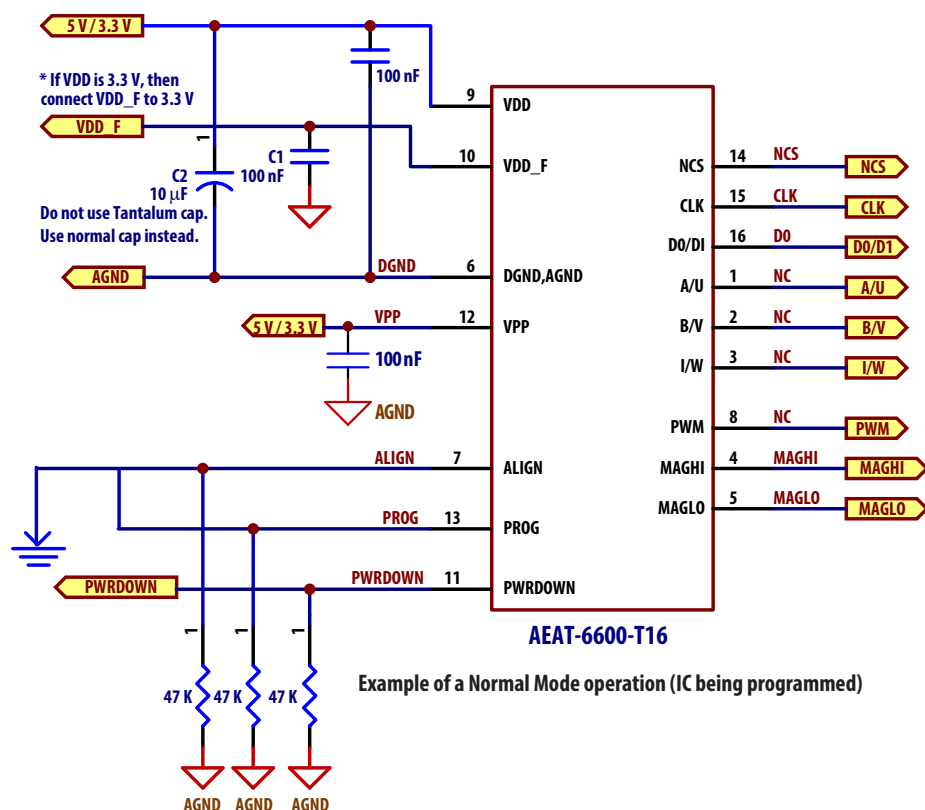 5 V / 3.3 V
100 nF
* If VDD is 3.3 V, then
connect VDD_F to 3.3 V
9
VDD
VDD_F
1
C1
100 nF
10
VDD_F
C2
10 µF
Do not use Tantalum cap.
Use normal cap instead.
AGND
DGND
6
DGND,AGND
5 V / 3.3 V
VPP
12
VPP
100 nF
AGND
ALIGN
7
ALIGN
PROG
13
PROG
PWRDOWN
PWRDOWN
11
PWRDOWN
NCS
14
NCS
NCS
CLK
15
CLK
CLK
D0/DI
16
D0
D0/D1
A/U
1
NC
A/U
B/V
2
NC
B/V
I/W
3
NC
I/W
PWM
8
NC
PWM
MAGHI
4
MAGHI
MAGHI
MAGLO
5
MAGLO
MAGLO
AEAT-6600-T16
Example of a Normal Mode operation (IC being programmed)
1
1
1
47 K
47 K
47 K
AGND
AGND
AGND